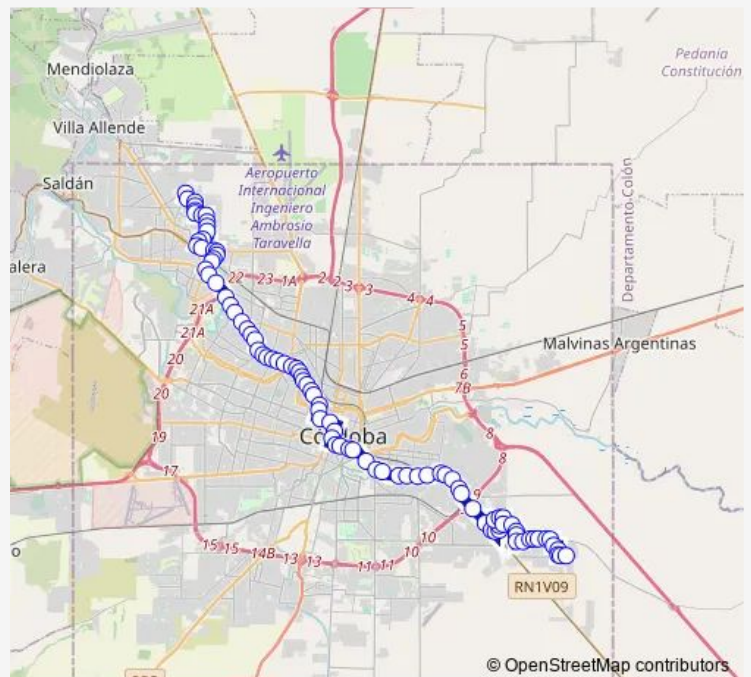 Pedanía
Constitución
Mendiolaza
Villa Allende
Saldán
Aeropuerto
Internacional
Ingeniero
Ambrosio
Taravella
Departamento Colón
alera
22 23 1A 2 2 3 3 4 4
21A
21A
5
5
6
7B
Malvinas Argentinas
20
20
19
17
8
8
9
10
10
15 15 14B 13 13 11 11
o
RN1V09
© OpenStreetMap contributors